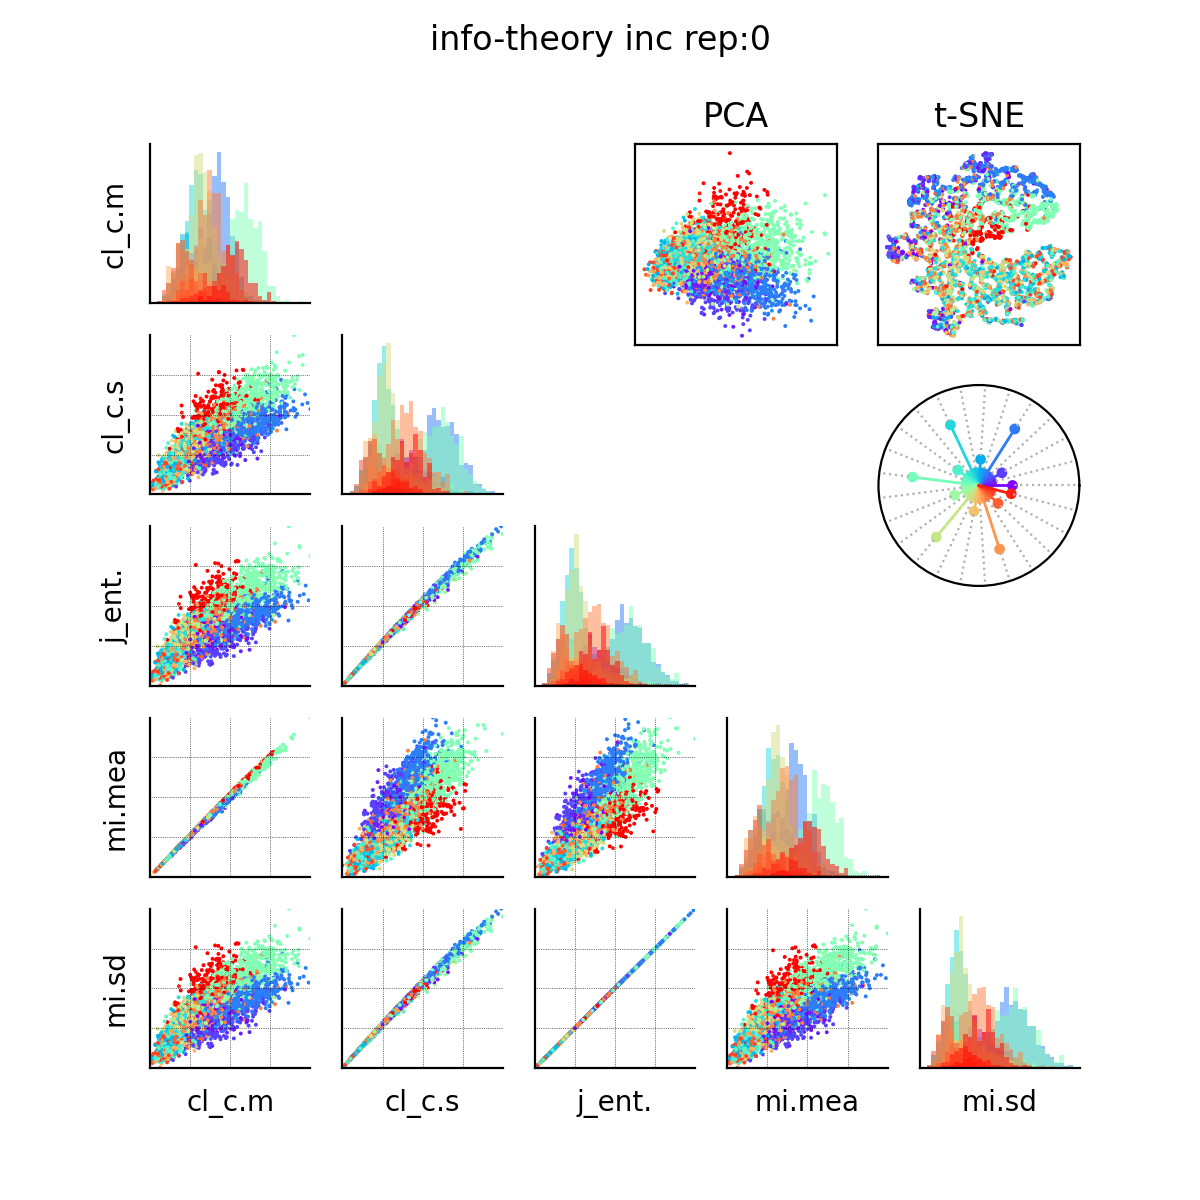 info-theory inc rep:0
PCA
t-SNE
cl_c.m
cl_c.s
j_ent.
mi.mea
mi.sd
cl_c.m
cl_c.s
j_ent.
mi.mea
mi.sd